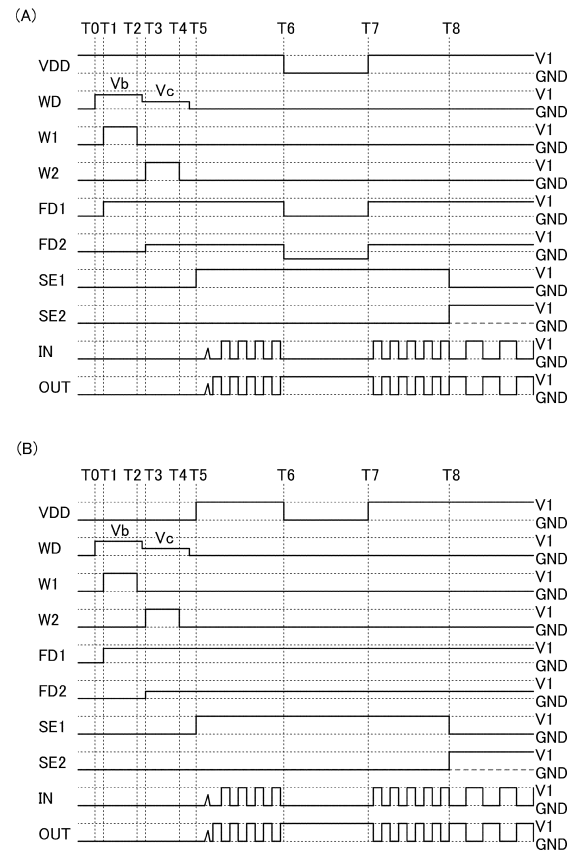 (A)
T0 T1 T2 T3 T4 T5 T6 T7 T8
VDD V1 GND
WD Vb Vc V1 GND
W1 V1 GND
W2 V1 GND
FD1 V1 GND
FD2 V1 GND
SE1 V1 GND
SE2 V1 GND
IN V1 GND
OUT V1 GND
(B)
T0 T1 T2 T3 T4 T5 T6 T7 T8
VDD V1 GND
WD Vb Vc V1 GND
W1 V1 GND
W2 V1 GND
FD1 V1 GND
FD2 V1 GND
SE1 V1 GND
SE2 V1 GND
IN V1 GND
OUT V1 GND